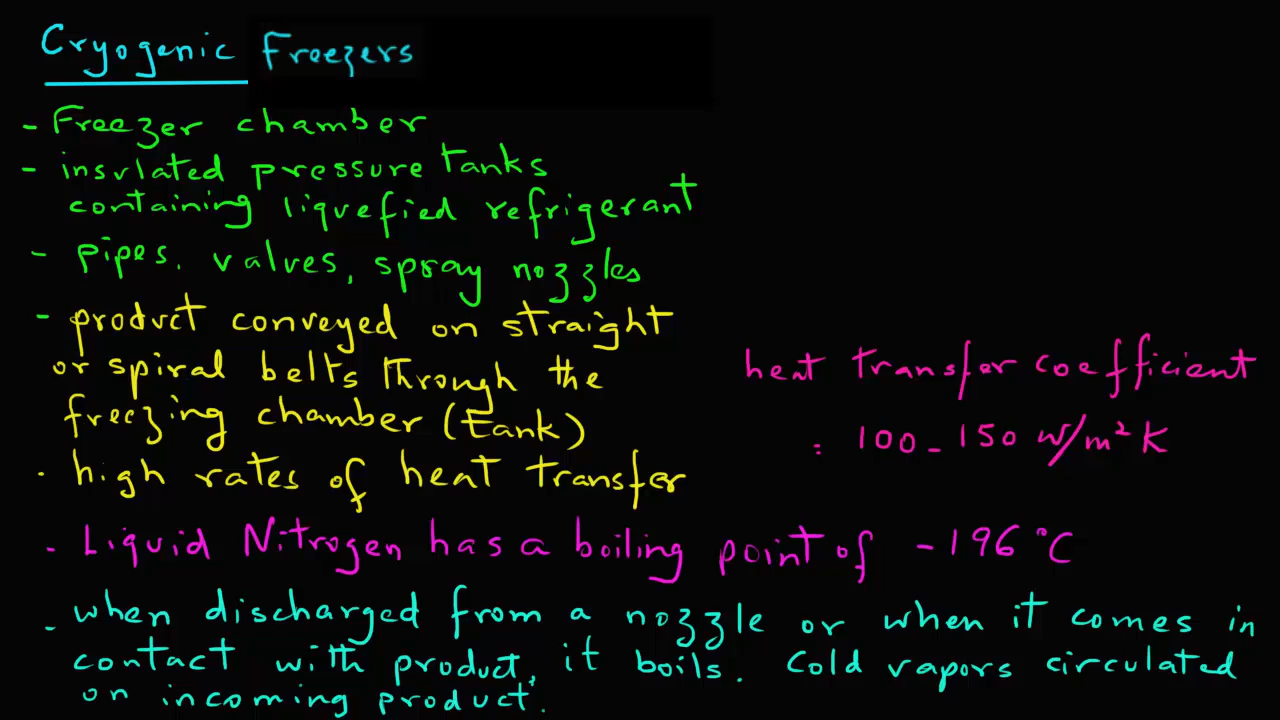 Cryogenic Freezers
- Freezer chamber
- insulated pressure tanks
containing liquefied refrigerant
- pipes, valves, spray nozzles
- product conveyed on straight
or spiral belts through the
freezing chamber (tank)
- high rates of heat transfer
heat transfer coefficient
= 100 - 150 W/m² K
- Liquid Nitrogen has a boiling point of -196 °C
- when discharged from a nozzle or when it comes in
contact with product, it boils. Cold vapors circulated
on incoming product.